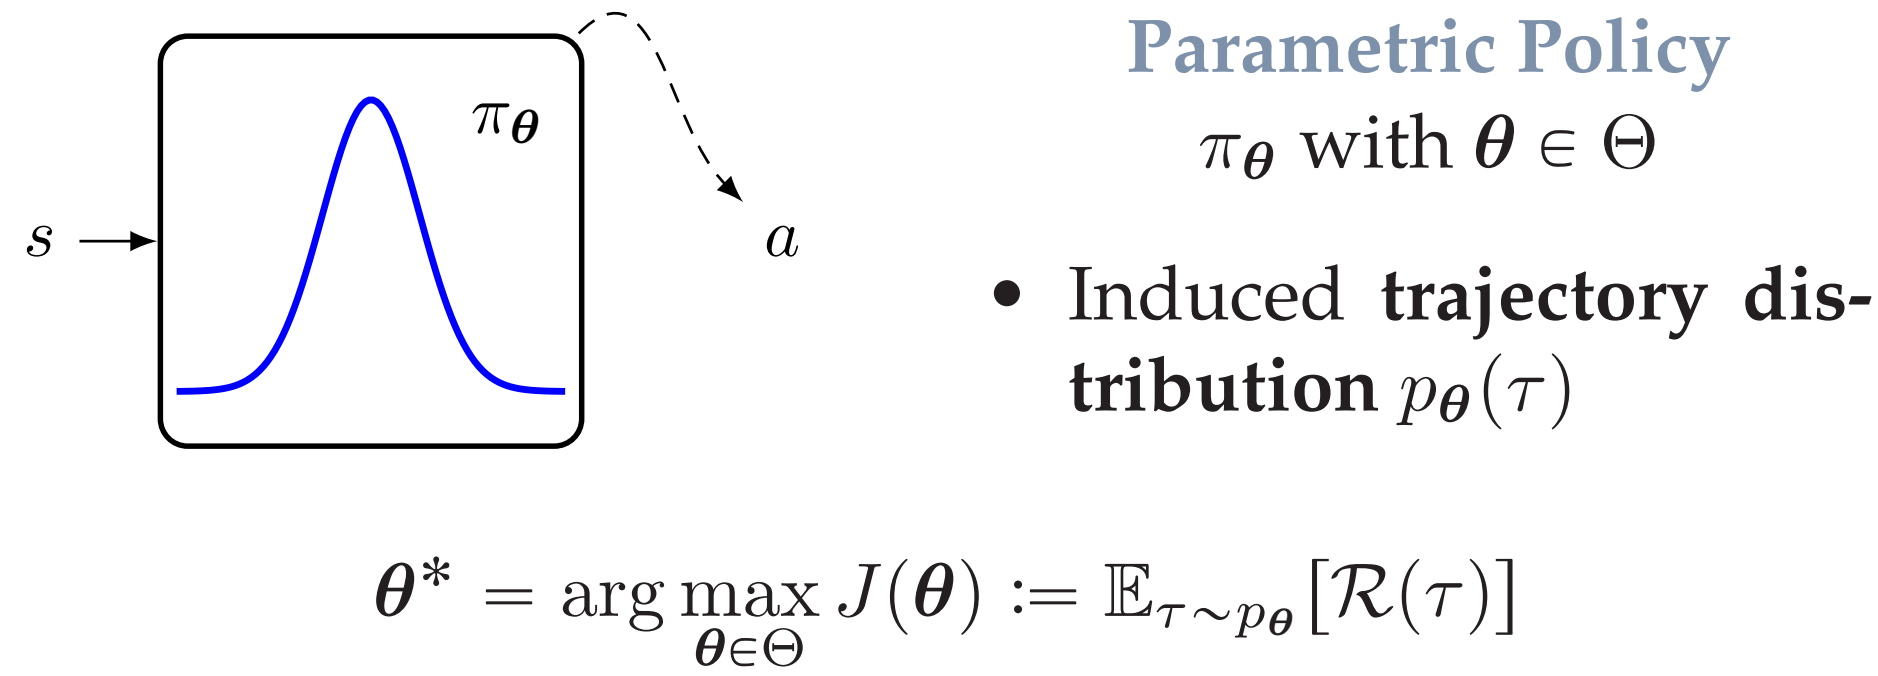 π_θ
s
a
Parametric Policy
π_θ with θ ∈ Θ
• Induced trajectory dis-
tribution p_θ(τ)
θ* = arg max_{θ∈Θ} J(θ) := 𝔼_{τ∼p_θ} [ℛ(τ)]